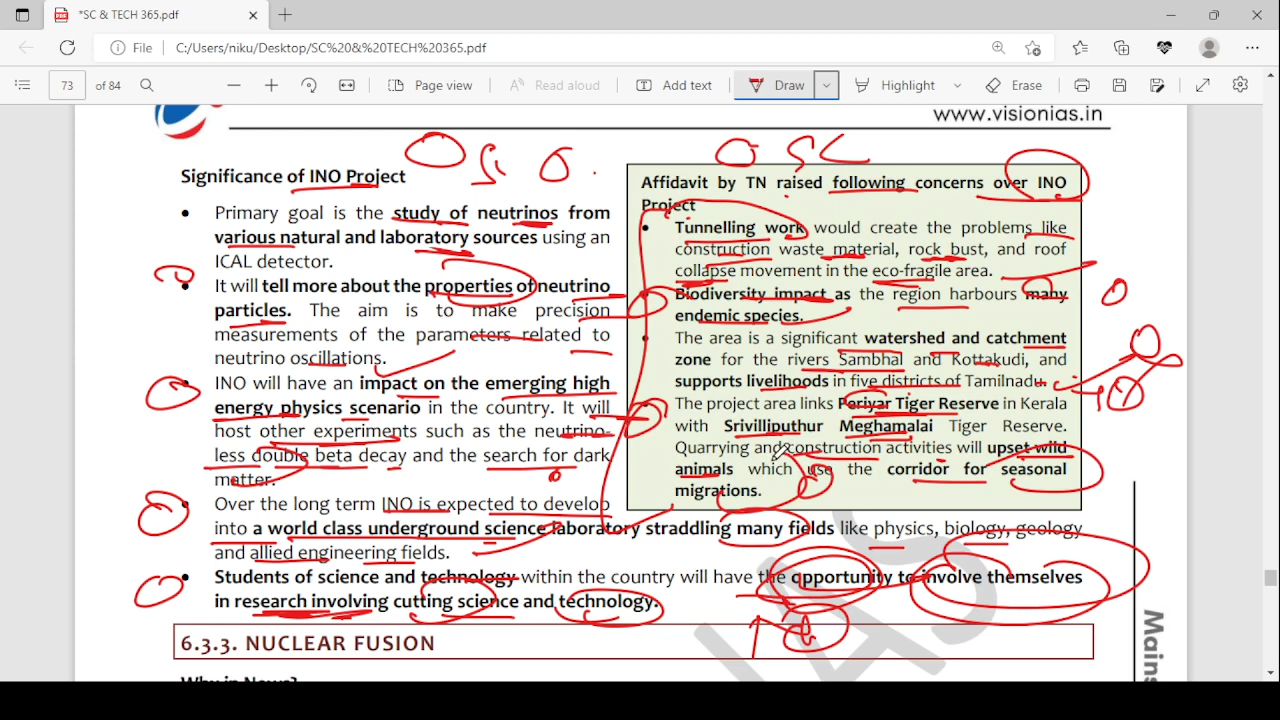 *SC & TECH 365.pdf
File C:/Users/niku/Desktop/SC%20&%20TECH%20365.pdf
73 of 84 Page view Read aloud Add text Draw Highlight Erase
www.visionias.in
Significance of INO Project
Primary goal is the study of neutrinos from
various natural and laboratory sources using an
ICAL detector.
It will tell more about the properties of neutrino
particles. The aim is to make precision
measurements of the parameters related to
neutrino oscillations.
INO will have an impact on the emerging high
energy physics scenario in the country. It will
host other experiments such as the neutrino-
less double beta decay and the search for dark
matter.
Over the long term INO is expected to develop
into a world class underground science laboratory straddling many fields like physics, biology, geology
and allied engineering fields.
Students of science and technology within the country will have the opportunity to involve themselves
in research involving cutting science and technology.
Affidavit by TN raised following concerns over INO
Project
Tunnelling work would create the problems like
construction waste material, rock bust, and roof
collapse movement in the eco-fragile area.
Biodiversity impact as the region harbours many
endemic species.
The area is a significant watershed and catchment
zone for the rivers Sambhal and Kottakudi, and
supports livelihoods in five districts of Tamilnadu.
The project area links Periyar Tiger Reserve in Kerala
with Srivilliputhur Meghamalai Tiger Reserve.
Quarrying and construction activities will upset wild
animals which use the corridor for seasonal
migrations.
6.3.3. NUCLEAR FUSION
Why in News?
Mains